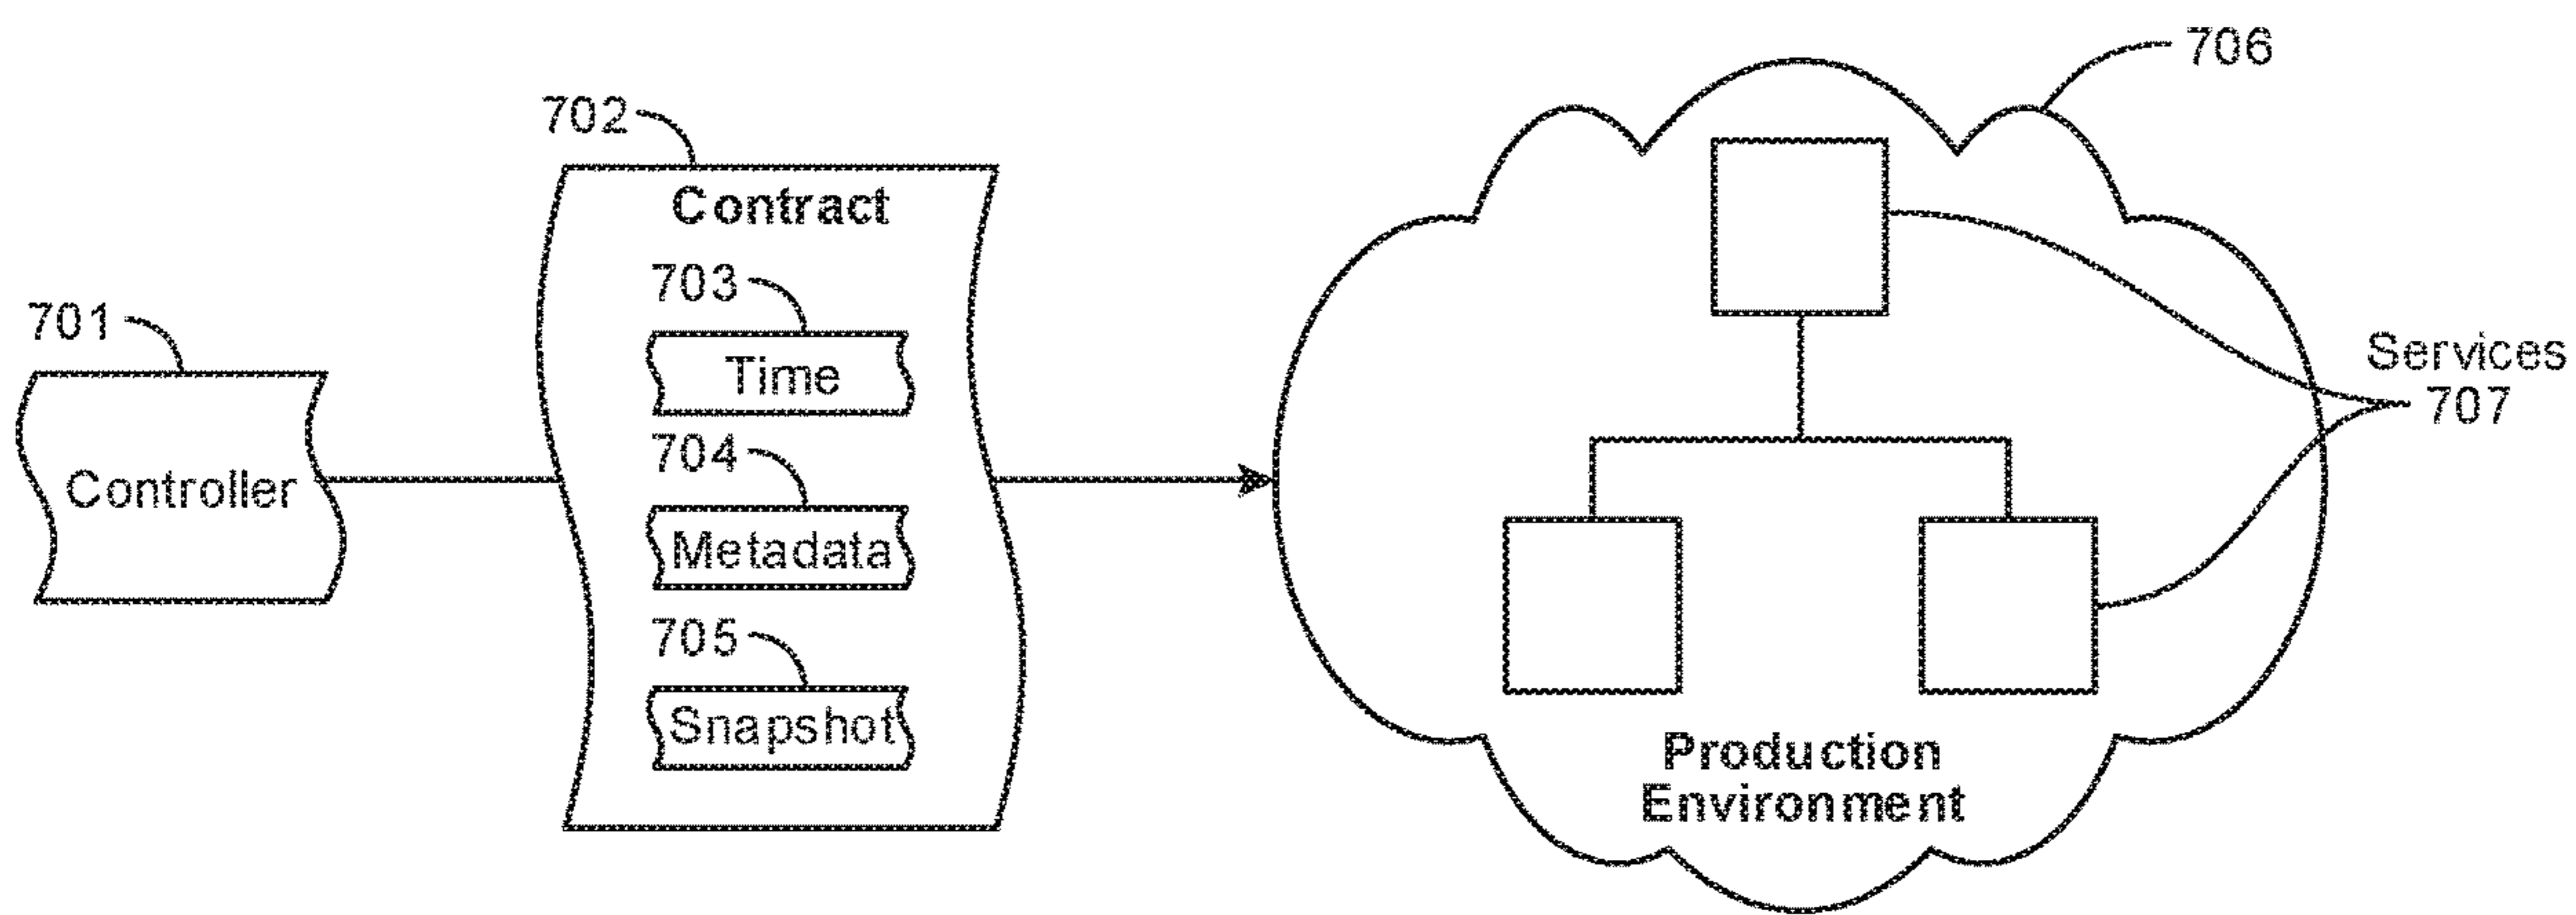 706
702
Contract
703
701
Time
Services
707
704
Controller
Metadata
705
Snapshot
Production
Environment